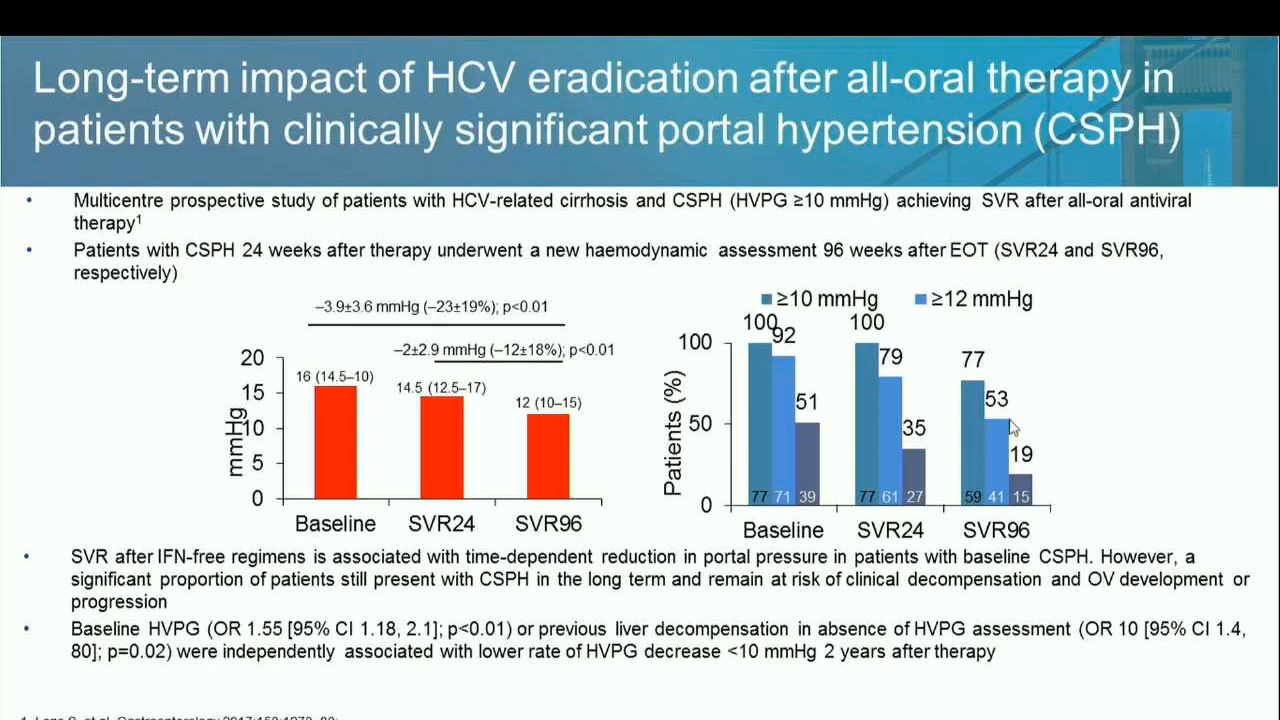 Long-term impact of HCV eradication after all-oral therapy in
patients with clinically significant portal hypertension (CSPH)
• Multicentre prospective study of patients with HCV-related cirrhosis and CSPH (HVPG ≥10 mmHg) achieving SVR after all-oral antiviral
therapy1
• Patients with CSPH 24 weeks after therapy underwent a new haemodynamic assessment 96 weeks after EOT (SVR24 and SVR96,
respectively)
–3.9±3.6 mmHg (–23±19%); p<0.01
–2±2.9 mmHg (–12±18%); p<0.01
mmHg
20
15
10
5
0
16 (14.5–10)
14.5 (12.5–17)
12 (10–15)
Baseline SVR24 SVR96
≥10 mmHg ≥12 mmHg
Patients (%)
100
50
0
100 92 51
100 79 35
77 53 19
77 71 39
77 61 27
59 41 15
Baseline SVR24 SVR96
• SVR after IFN-free regimens is associated with time-dependent reduction in portal pressure in patients with baseline CSPH. However, a
significant proportion of patients still present with CSPH in the long term and remain at risk of clinical decompensation and OV development or
progression
• Baseline HVPG (OR 1.55 [95% CI 1.18, 2.1]; p<0.01) or previous liver decompensation in absence of HVPG assessment (OR 10 [95% CI 1.4,
80]; p=0.02) were independently associated with lower rate of HVPG decrease <10 mmHg 2 years after therapy